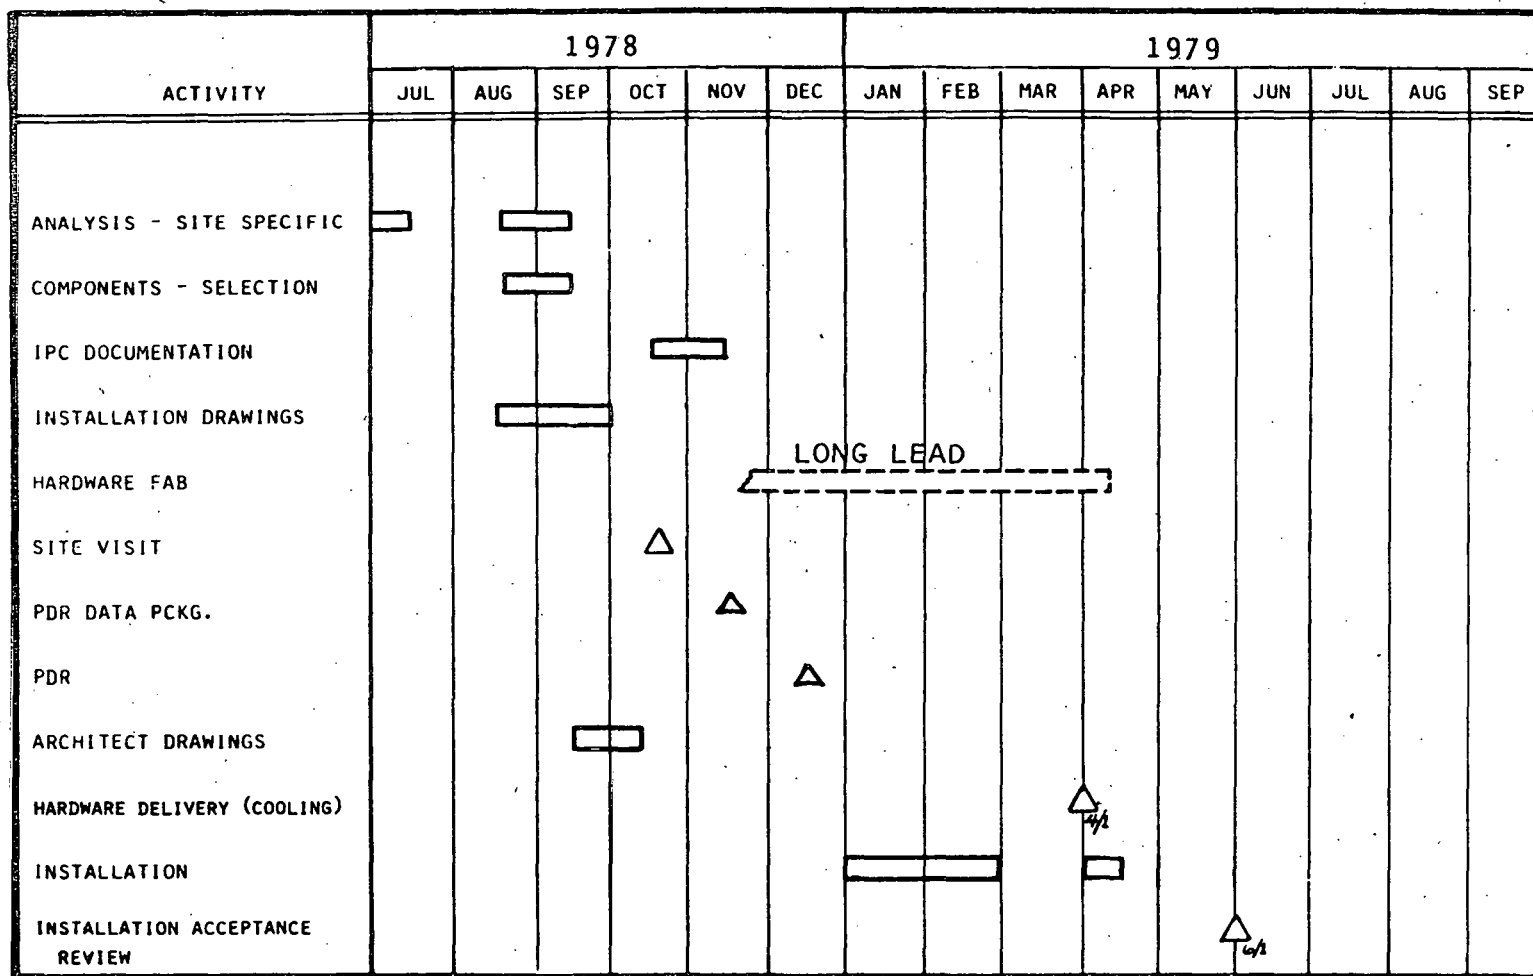 1978 1979
ACTIVITY JUL AUG SEP OCT NOV DEC JAN FEB MAR APR MAY JUN JUL AUG SEP
ANALYSIS - SITE SPECIFIC
COMPONENTS - SELECTION
IPC DOCUMENTATION
INSTALLATION DRAWINGS
LONG LEAD
HARDWARE FAB
SITE VISIT
PDR DATA PCKG.
PDR
ARCHITECT DRAWINGS
HARDWARE DELIVERY (COOLING)
4/1
INSTALLATION
INSTALLATION ACCEPTANCE
6/1
REVIEW